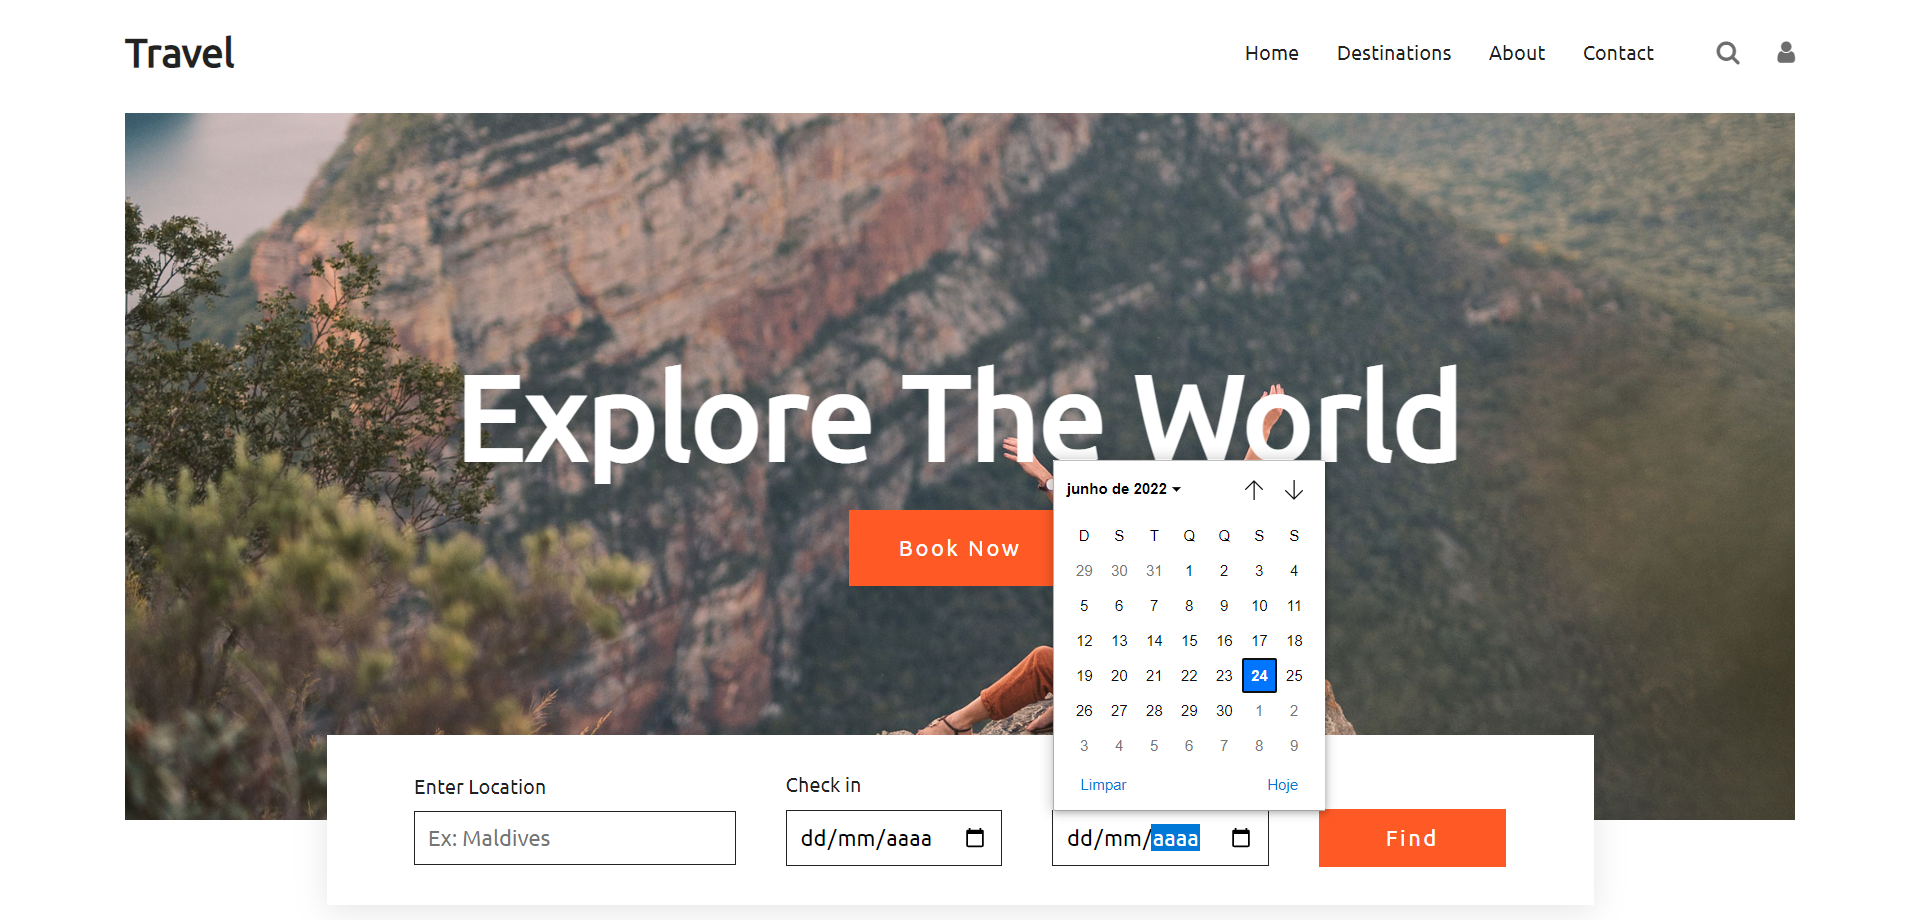 Travel
Home Destinations About Contact
Explore The World
Book Now
junho de 2022
D S T Q Q S S
29 30 31 1 2 3 4
5 6 7 8 9 10 11
12 13 14 15 16 17 18
19 20 21 22 23 24 25
26 27 28 29 30 1 2
3 4 5 6 7 8 9
Limpar Hoje
Enter Location
Ex: Maldives
Check in
dd/mm/aaaa
dd/mm/aaaa
Find